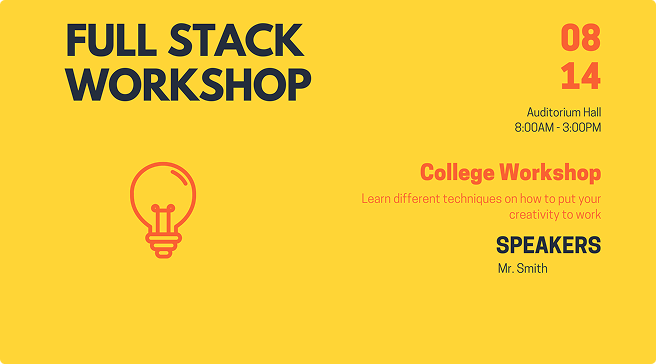 FULL STACK
WORKSHOP
08
14
Auditorium Hall
8:00AM - 3:00PM
College Workshop
Learn different techniques on how to put your
creativity to work
SPEAKERS
Mr. Smith